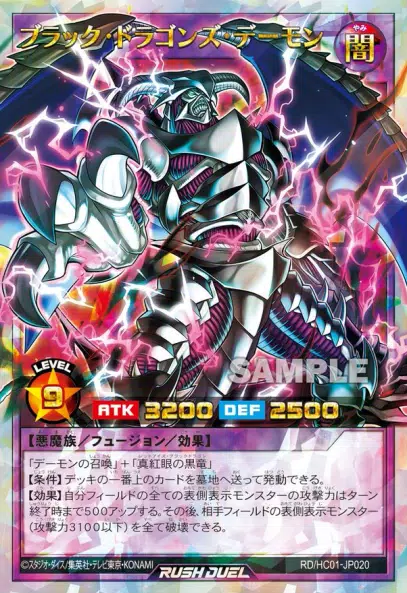 ブラック・ドラゴンズ・デーモン
やみ
闇
SAMPLE
LEVEL
9
ATK 3200 DEF 2500
【悪魔族／フュージョン／効果】
「デーモンの召喚」＋「真紅眼の黒竜」
【条件】デッキの一番上のカードを墓地へ送って発動できる。
【効果】自分フィールドの全ての表側表示モンスターの攻撃力はターン
終了時まで500アップする。その後、相手フィールドの表側表示モンスター
（攻撃力3100以下）を全て破壊できる。
©スタジオ・ダイス/集英社・テレビ東京・KONAMI
RUSH DUEL
RD/HC01-JP020